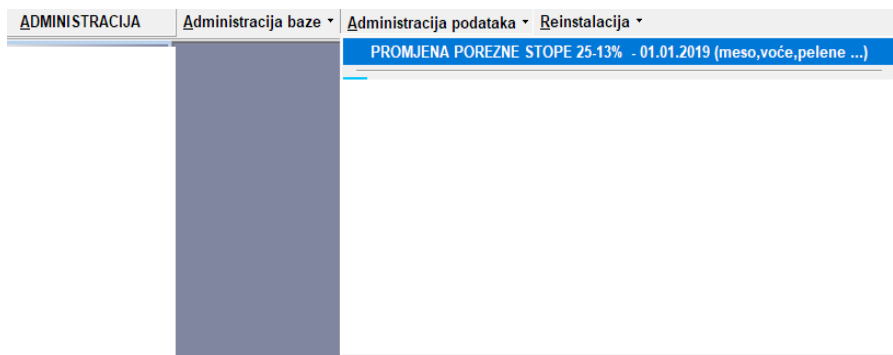 ADMINISTRACIJA Administracija baze Administracija podataka Reinstalacija
PROMJENA POREZNE STOPE 25-13% - 01.01.2019 (meso,voće,pelene ...)